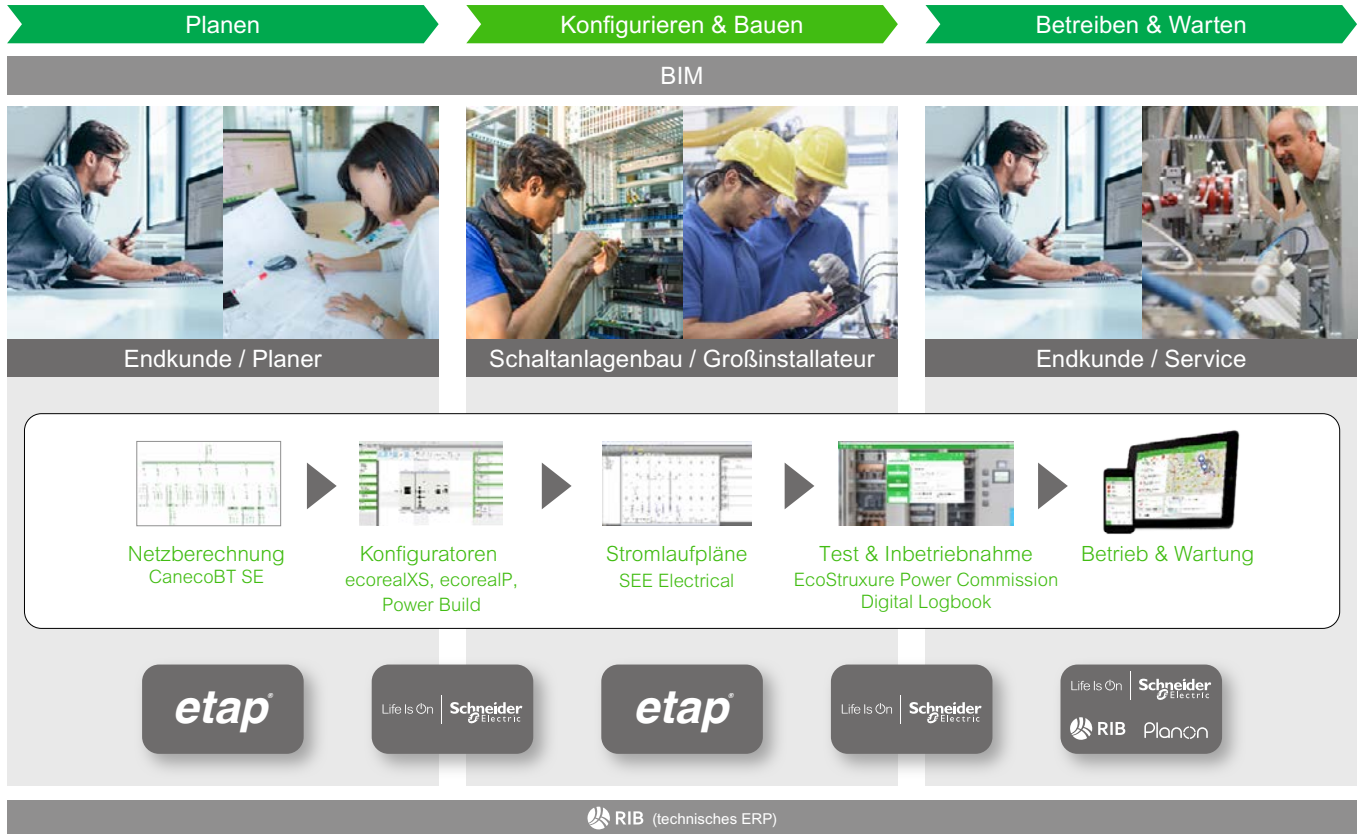 Planen
Konfigurieren & Bauen
Betreiben & Warten
BIM
Endkunde / Planer
Schaltanlagenbau / Großinstallateur
Endkunde / Service
Netzberechnung
CanecoBT SE
Konfiguratoren
ecorealXS, ecorealP,
Power Build
Stromlaufpläne
SEE Electrical
Test & Inbetriebnahme
EcoStruxure Power Commission
Digital Logbook
Betrieb & Wartung
etap®
Life Is On | Schneider Electric
etap®
Life Is On | Schneider Electric
Life Is On | Schneider Electric
RIB Planon
RIB (technisches ERP)